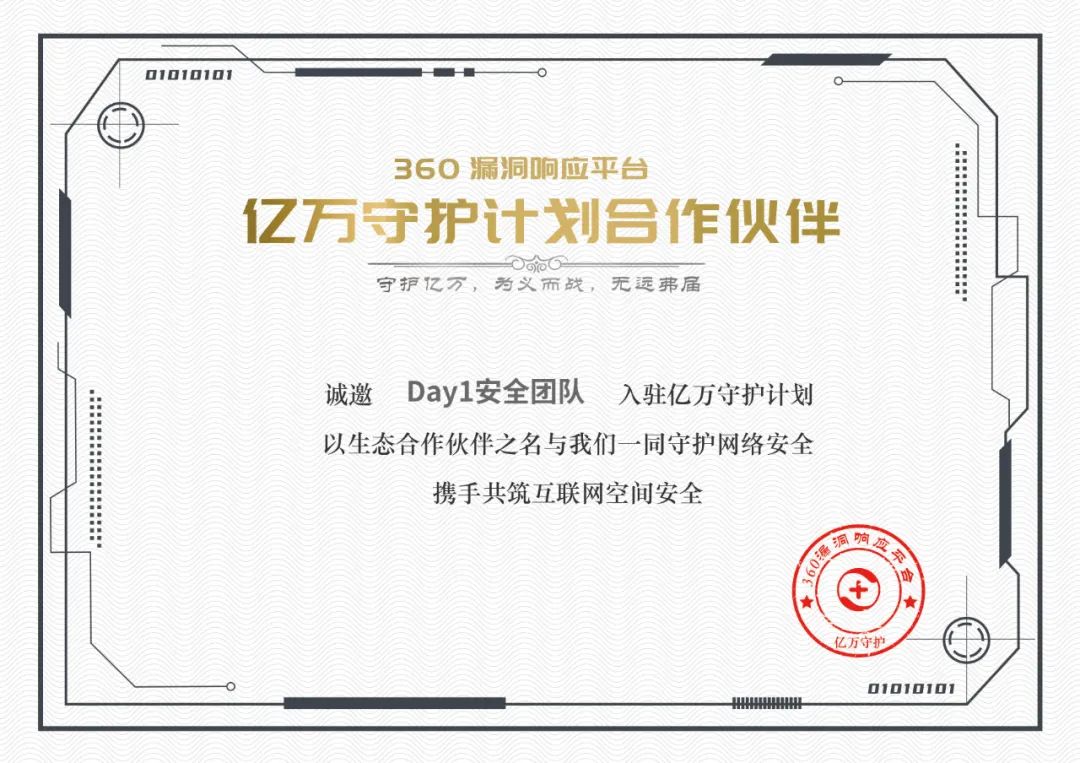 01010101
360 漏洞响应平台
亿万守护计划合作伙伴
守护亿万，为义而战，无远弗届
诚邀 Day1安全团队 入驻亿万守护计划
以生态合作伙伴之名与我们一同守护网络安全
携手共筑互联网空间安全
360漏洞响应平台
亿万守护
01010101